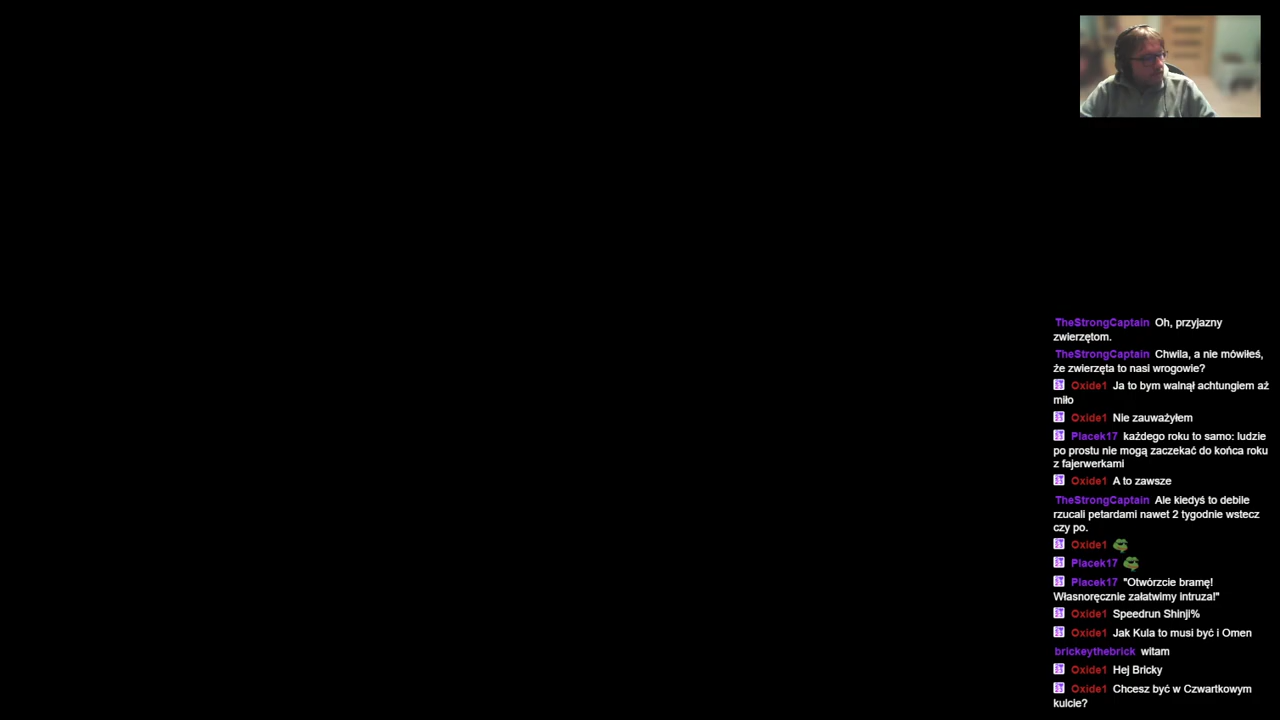 TheStrongCaptain Oh, przyjazny
zwierzętom.
TheStrongCaptain Chwila, a nie mówiłeś,
że zwierzęta to nasi wrogowie?
Oxide1 Ja to bym walnął achtungiem aż
miło
Oxide1 Nie zauważyłem
Placek17 każdego roku to samo: ludzie
po prostu nie mogą zaczekać do końca roku
z fajerwerkami
Oxide1 A to zawsze
TheStrongCaptain Ale kiedyś to debile
rzucali petardami nawet 2 tygodnie wstecz
czy po.
Oxide1
Placek17
Placek17 "Otwórzcie bramę!
Własnoręcznie załatwimy intruza!"
Oxide1 Speedrun Shinji%
Oxide1 Jak Kula to musi być i Omen
brickeythebrick witam
Oxide1 Hej Bricky
Oxide1 Chcesz być w Czwartkowym
kulcie?